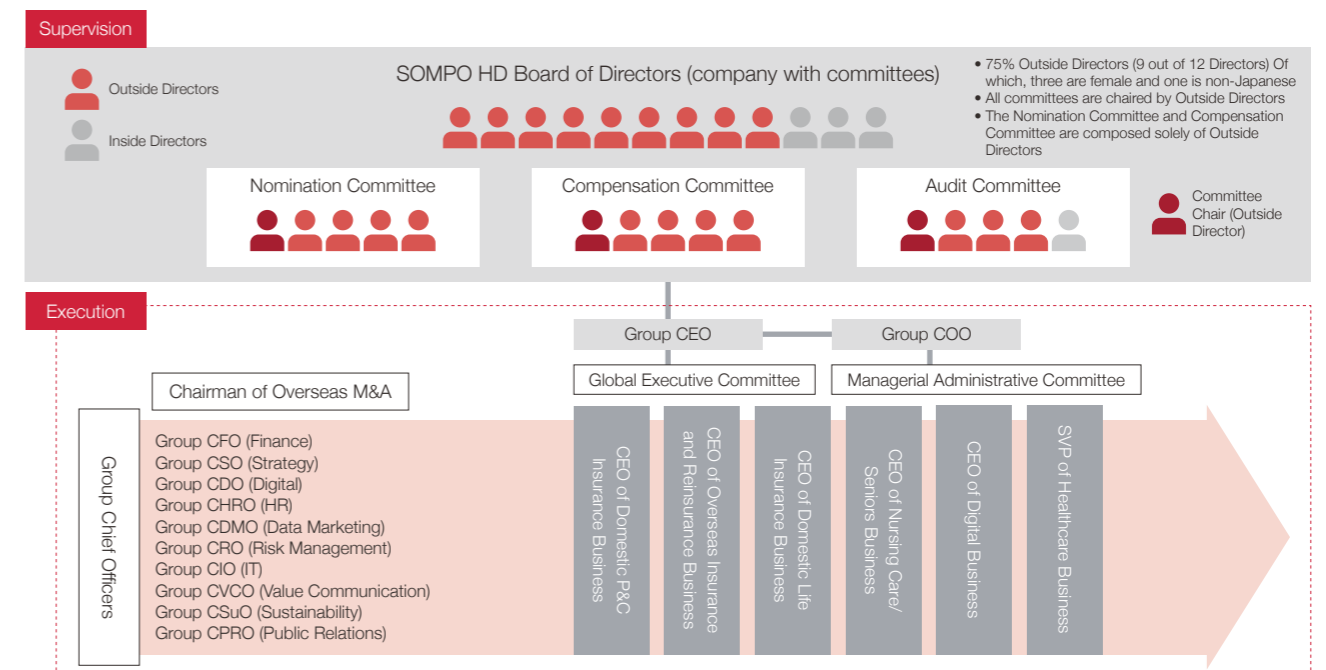 Supervision
Outside Directors
Inside Directors
SOMPO HD Board of Directors (company with committees)
• 75% Outside Directors (9 out of 12 Directors) Of
which, three are female and one is non-Japanese
• All committees are chaired by Outside Directors
• The Nomination Committee and Compensation
Committee are composed solely of Outside
Directors
Nomination Committee
Compensation Committee
Audit Committee
Committee
Chair (Outside
Director)
Execution
Group CEO
Group COO
Global Executive Committee
Managerial Administrative Committee
Chairman of Overseas M&A
Group Chief Officers
Group CFO (Finance)
Group CSO (Strategy)
Group CDO (Digital)
Group CHRO (HR)
Group CDMO (Data Marketing)
Group CRO (Risk Management)
Group CIO (IT)
Group CVCO (Value Communication)
Group CSuO (Sustainability)
Group CPRO (Public Relations)
CEO of Domestic P&C
Insurance Business
CEO of Overseas Insurance
and Reinsurance Business
CEO of Domestic Life
Insurance Business
CEO of Nursing Care/
Seniors Business
CEO of Digital Business
SVP of Healthcare Business